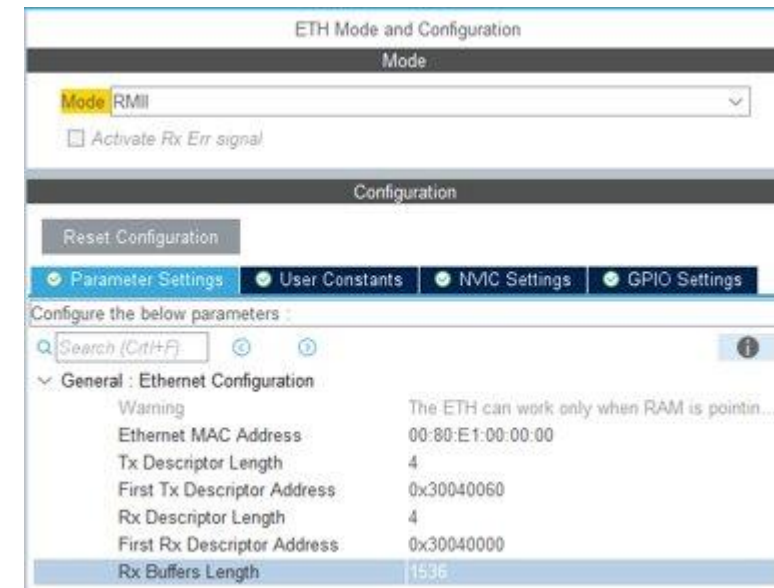 ETH Mode and Configuration
Mode
Mode RMII
Activate Rx Err signal
Configuration
Reset Configuration
Parameter Settings User Constants NVIC Settings GPIO Settings
Configure the below parameters :
Search (Crtl+F)
General : Ethernet Configuration
Warning The ETH can work only when RAM is pointin...
Ethernet MAC Address 00:80:E1:00:00:00
Tx Descriptor Length 4
First Tx Descriptor Address 0x30040060
Rx Descriptor Length 4
First Rx Descriptor Address 0x30040000
Rx Buffers Length 1536